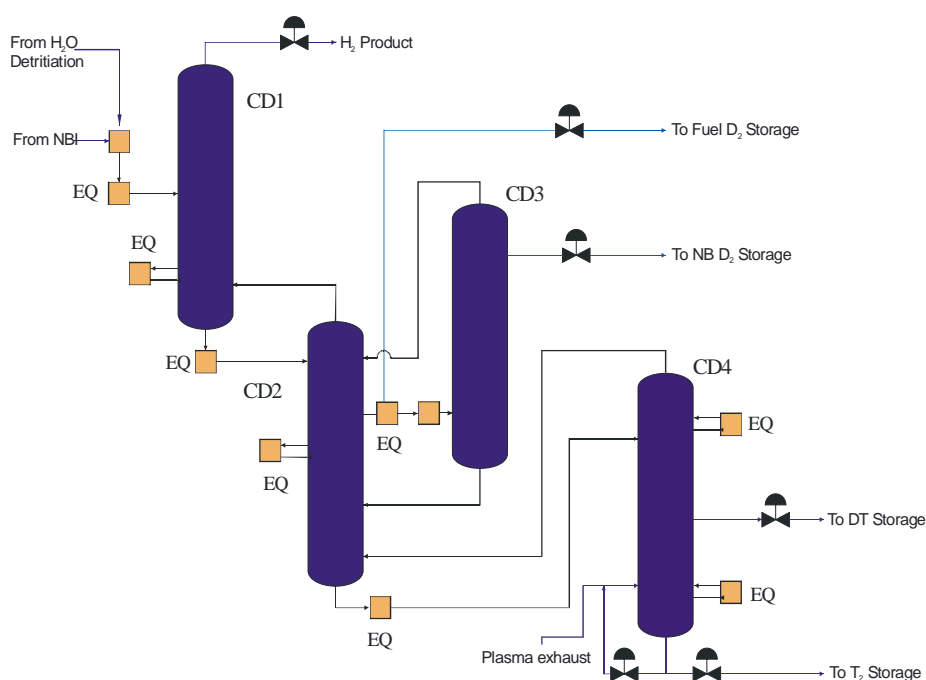 From H₂O
Detritiation
H₂ Product
CD1
From NBI
To Fuel D₂ Storage
EQ
CD3
EQ
To NB D₂ Storage
EQ
CD2
CD4
EQ
EQ
EQ
To DT Storage
EQ
EQ
Plasma exhaust
To T₂ Storage